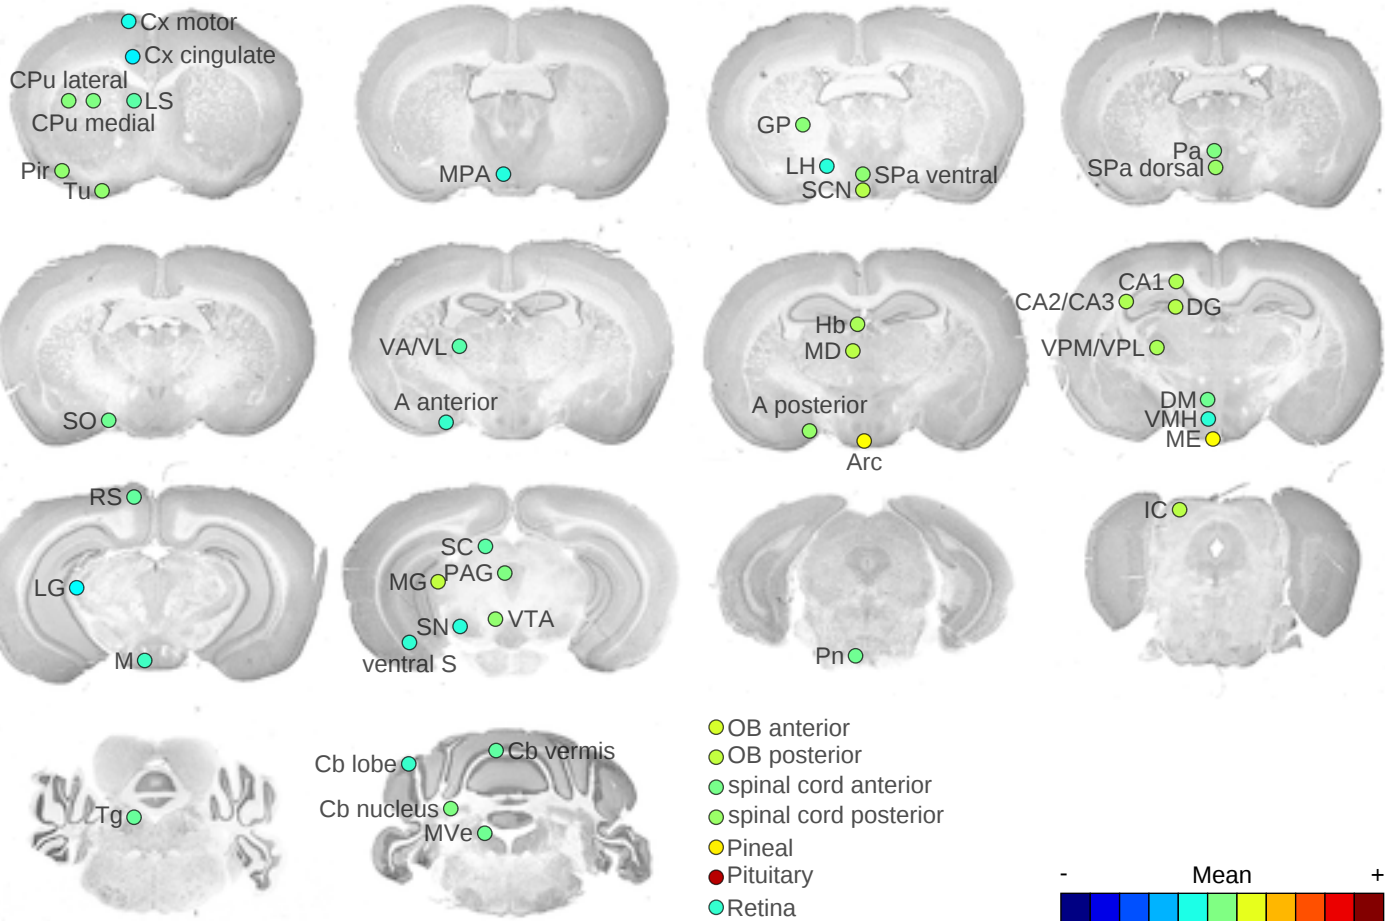 Cx motor
Cx cingulate
CPu lateral
LS
CPu medial
Pir
Tu
MPA
GP
LH
SPa ventral
SCN
Pa
SPa dorsal
SO
VA/VL
A anterior
Hb
MD
A posterior
Arc
CA1
CA2/CA3
DG
VPM/VPL
DM
VMH
ME
RS
LG
M
SC
MG
PAG
SN
VTA
ventral S
Pn
IC
Tg
Cb lobe
Cb vermis
Cb nucleus
MVe
OB anterior
OB posterior
spinal cord anterior
spinal cord posterior
Pineal
Pituitary
Retina
- Mean +